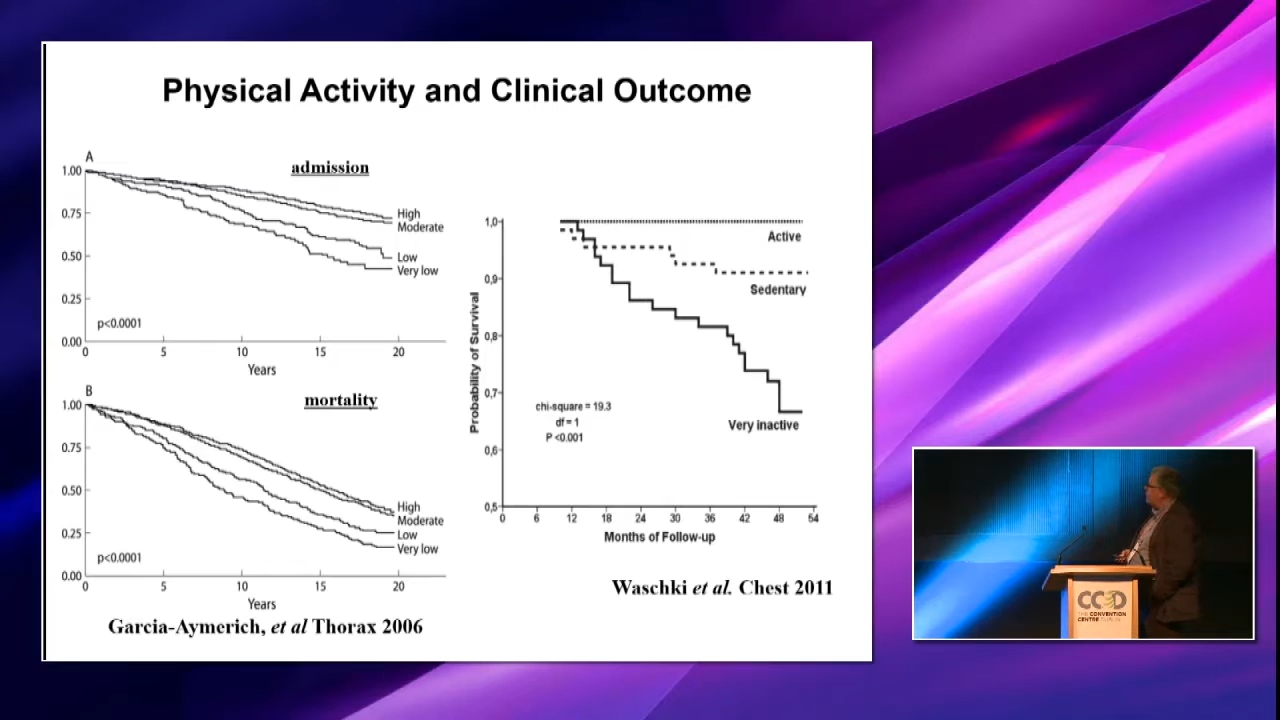 Physical Activity and Clinical Outcome
A
admission
1.00
0.75
0.50
0.25
0.00
High
Moderate
Low
Very low
p<0.0001
0 5 10 15 20
Years
B
mortality
1.00
0.75
0.50
0.25
0.00
High
Moderate
Low
Very low
p<0.0001
0 5 10 15 20
Years
Garcia-Aymerich, et al Thorax 2006
Probability of Survival
1,0
0,9
0,8
0,7
0,6
0,5
Active
Sedentary
Very inactive
chi-square = 19.3
df = 1
P <0.001
0 6 12 18 24 30 36 42 48 54
Months of Follow-up
Waschki et al. Chest 2011
CCD
THE CONVENTION
CENTRE DUBLIN